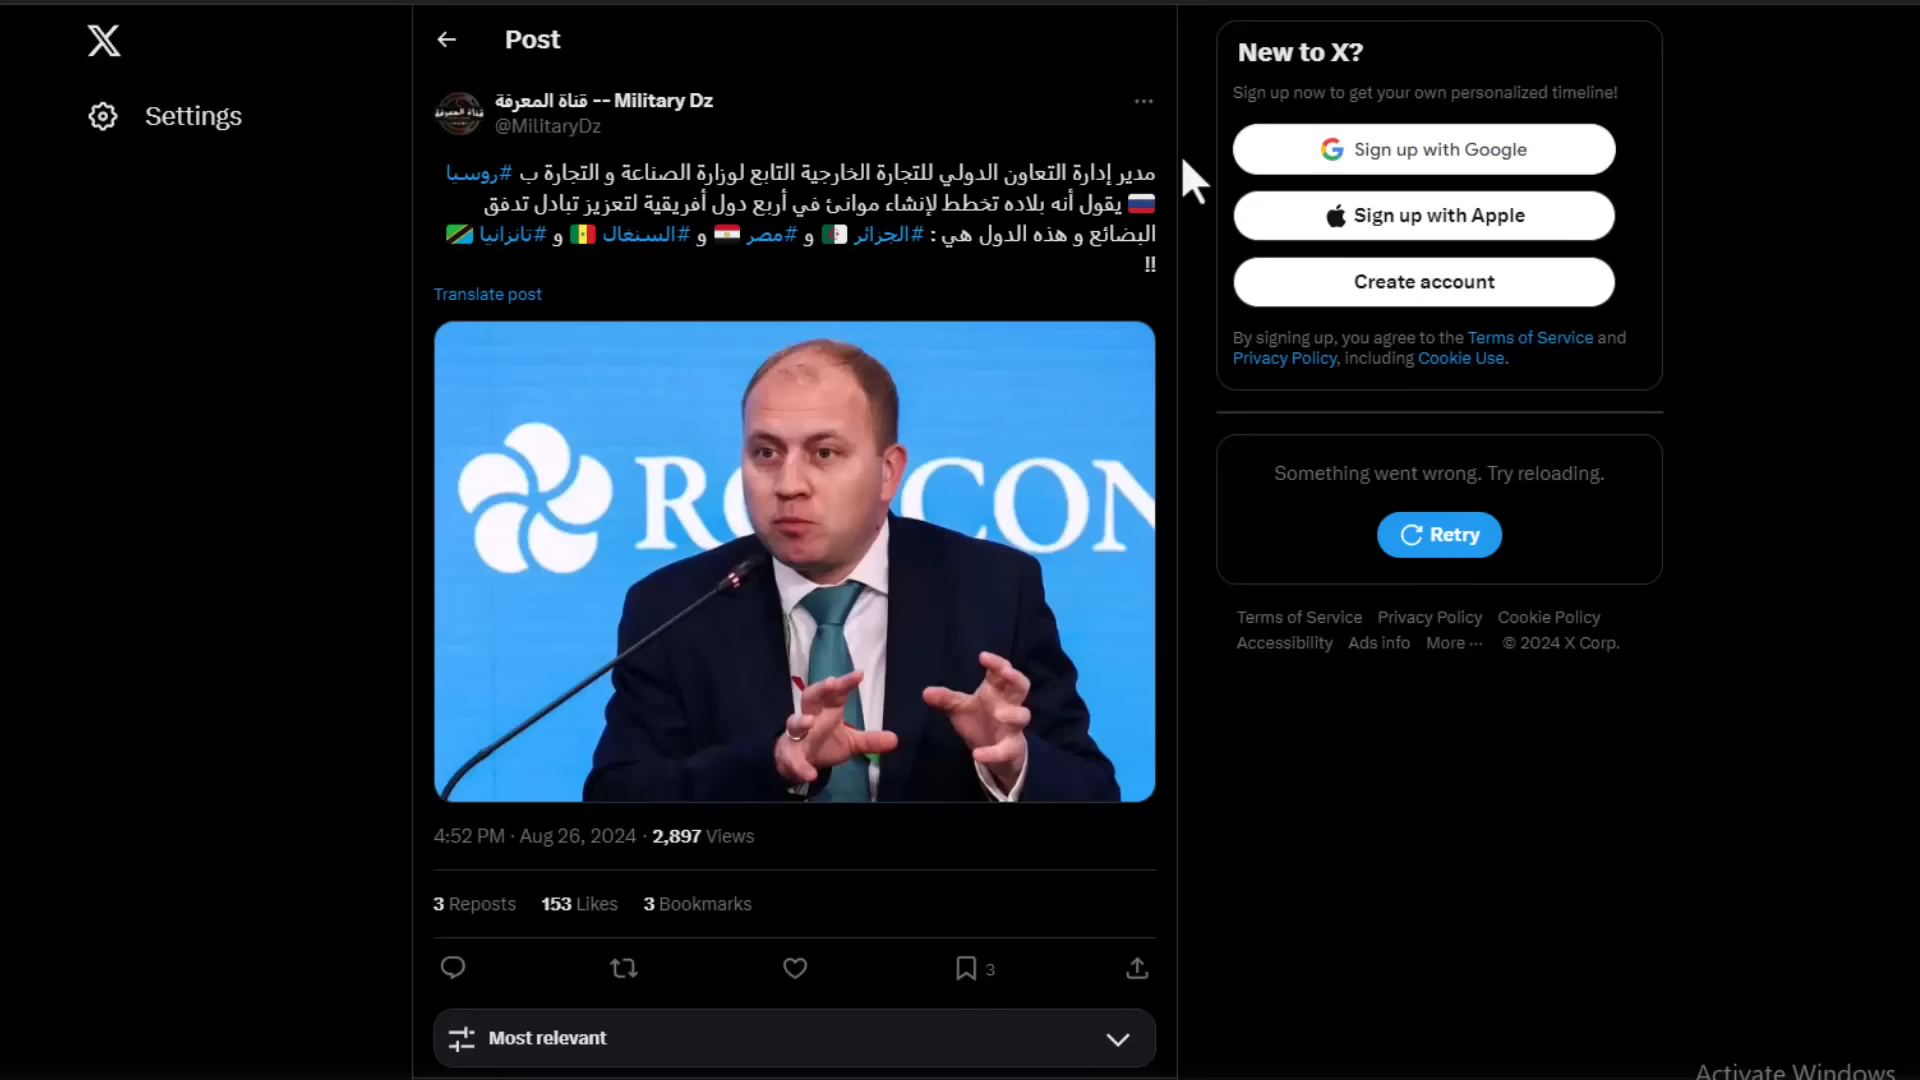 Post
New to X?
Settings
قناة المعرفة -- Military Dz
@MilitaryDz
Sign up now to get your own personalized timeline!
Sign up with Google
Sign up with Apple
Create account
By signing up, you agree to the Terms of Service and
Privacy Policy, including Cookie Use.
مدير إدارة التعاون الدولي للتجارة الخارجية التابع لوزارة الصناعة و التجارة ب #روسيا
يقول أنه بلاده تخطط لإنشاء موانئ في أربع دول أفريقية لتعزيز تبادل تدفق
البضائع و هذه الدول هي : #الجزائر و #مصر و #السنغال و #تانزانيا
!!
Translate post
CON
Something went wrong. Try reloading.
Retry
Terms of Service Privacy Policy Cookie Policy
Accessibility Ads info More ··· © 2024 X Corp.
4:52 PM · Aug 26, 2024 · 2,897 Views
3 Reposts 153 Likes 3 Bookmarks
3
Most relevant
Activate Windows